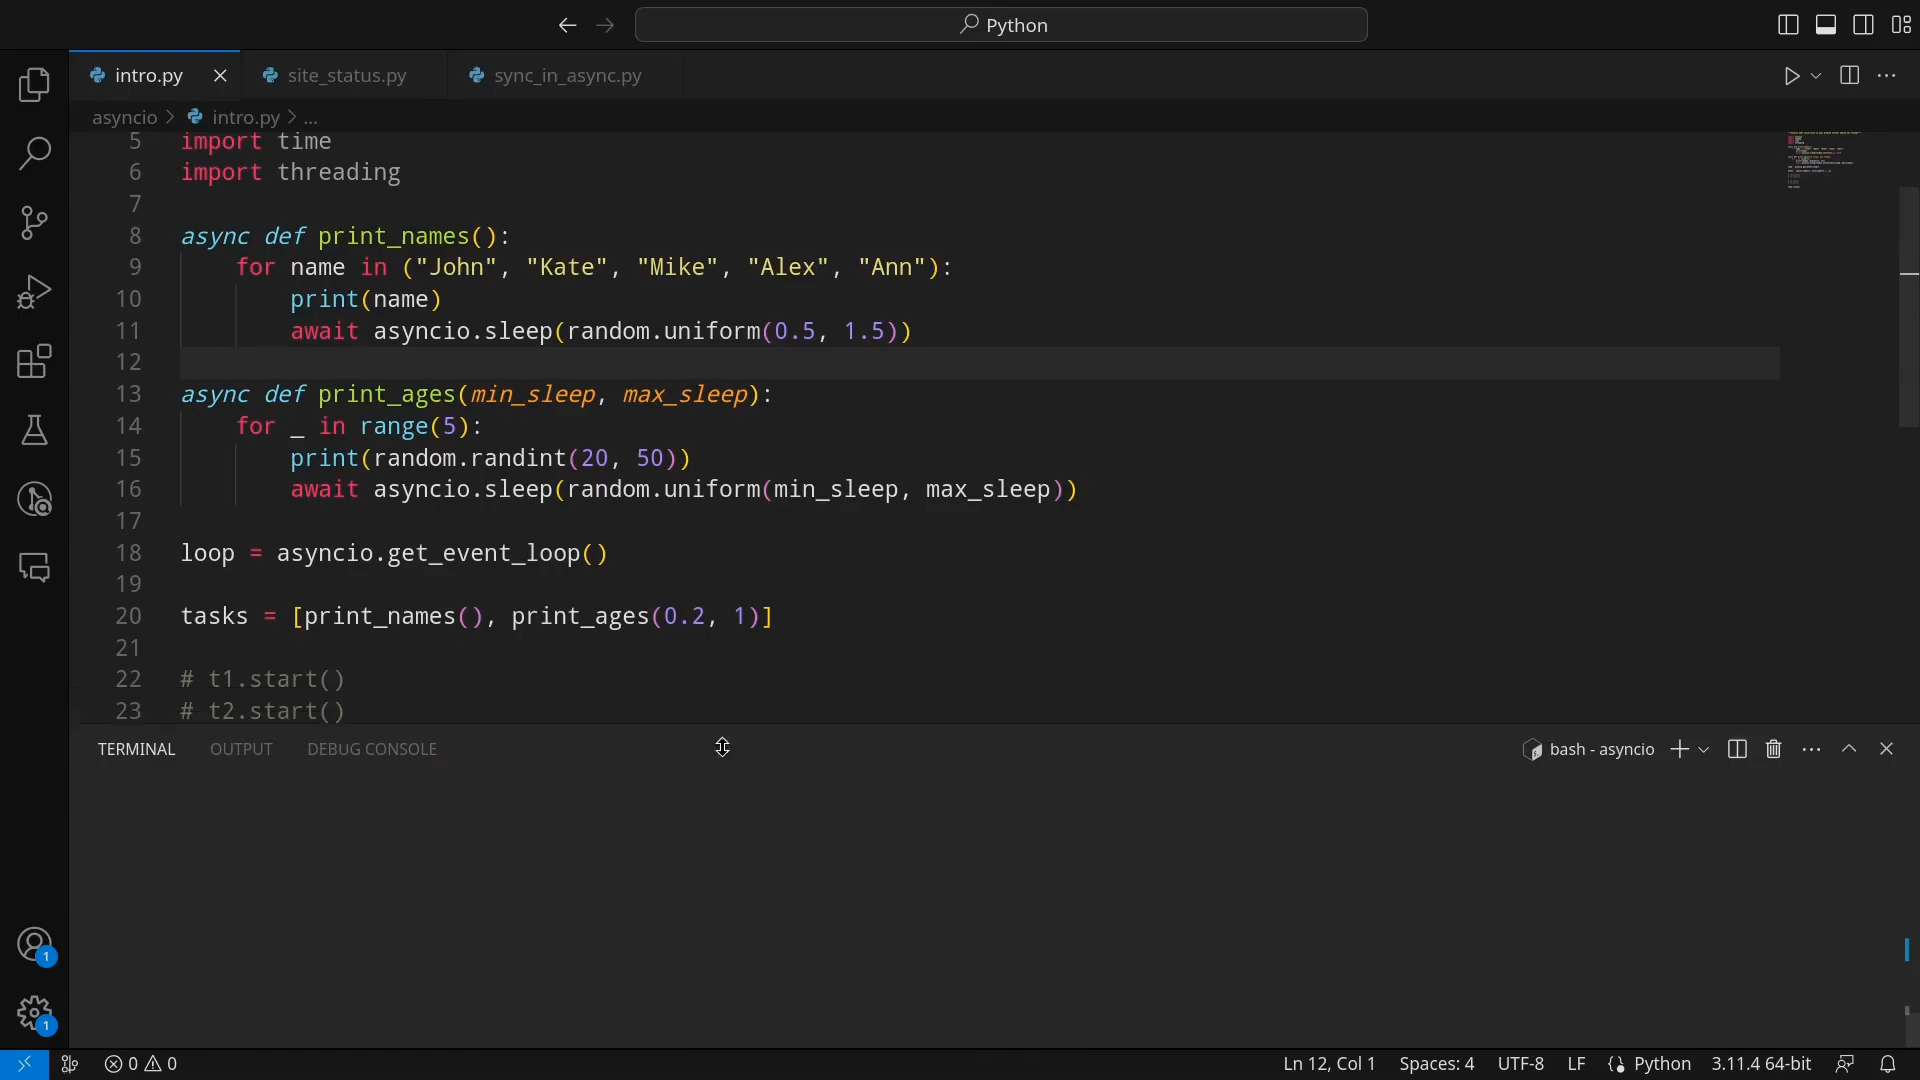 Python
intro.py
site_status.py
sync_in_async.py
asyncio > intro.py > ...
5 import time
6 import threading
7
8 async def print_names():
9 for name in ("John", "Kate", "Mike", "Alex", "Ann"):
10 print(name)
11 await asyncio.sleep(random.uniform(0.5, 1.5))
12
13 async def print_ages(min_sleep, max_sleep):
14 for _ in range(5):
15 print(random.randint(20, 50))
16 await asyncio.sleep(random.uniform(min_sleep, max_sleep))
17
18 loop = asyncio.get_event_loop()
19
20 tasks = [print_names(), print_ages(0.2, 1)]
21
22 # t1.start()
23 # t2.start()
TERMINAL OUTPUT DEBUG CONSOLE
bash - asyncio
1
1
0 0
Ln 12, Col 1 Spaces: 4 UTF-8 LF Python 3.11.4 64-bit